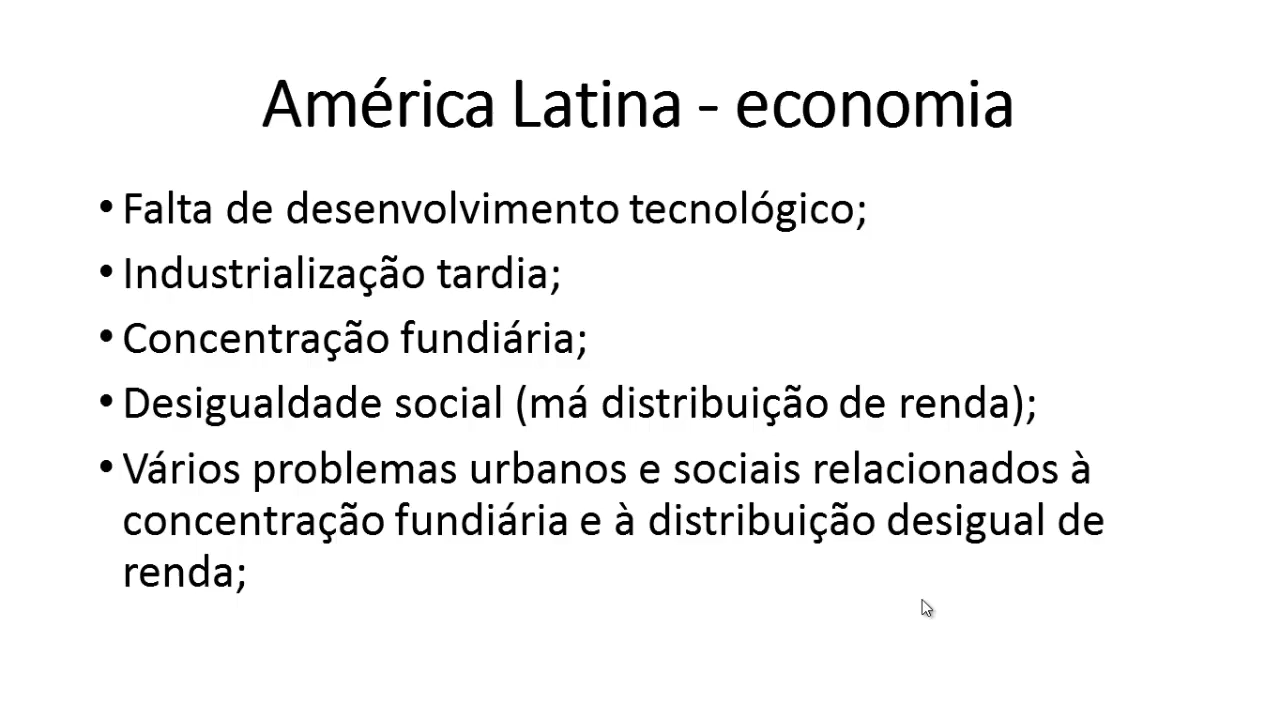 América Latina - economia
• Falta de desenvolvimento tecnológico;
• Industrialização tardia;
• Concentração fundiária;
• Desigualdade social (má distribuição de renda);
• Vários problemas urbanos e sociais relacionados à
concentração fundiária e à distribuição desigual de
renda;